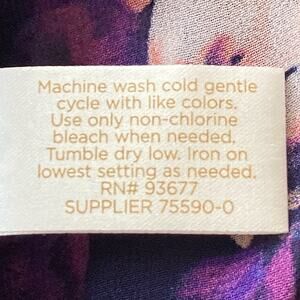 Machine wash cold gentle
cycle with like colors.
Use only non-chlorine
bleach when needed.
Tumble dry low. Iron on
lowest setting as needed.
RN# 93677
SUPPLIER 75590-0